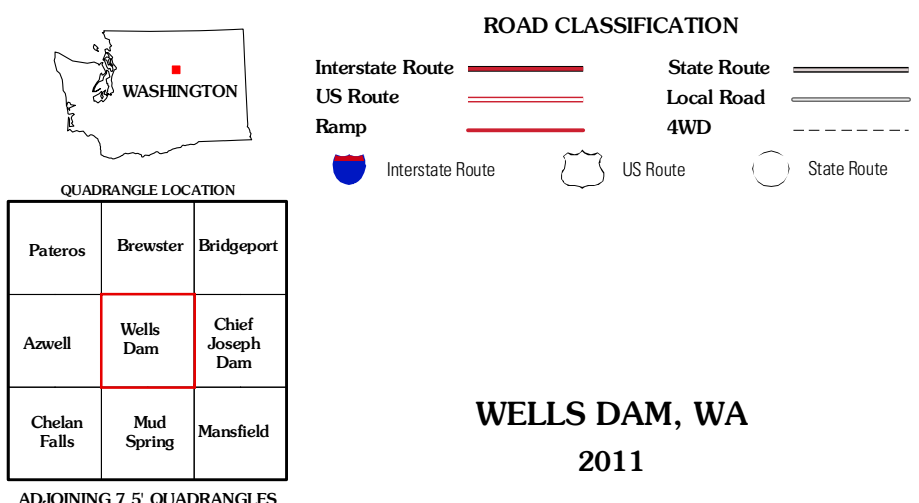 WASHINGTON
QUADRANGLE LOCATION
Pateros
Brewster
Bridgeport
Azwell
Wells
Dam
Chief
Joseph
Dam
Chelan
Falls
Mud
Spring
Mansfield
ADJOINING 7.5' QUADRANGLES
ROAD CLASSIFICATION
Interstate Route
State Route
US Route
Local Road
Ramp
4WD
Interstate Route
US Route
State Route
WELLS DAM, WA
2011